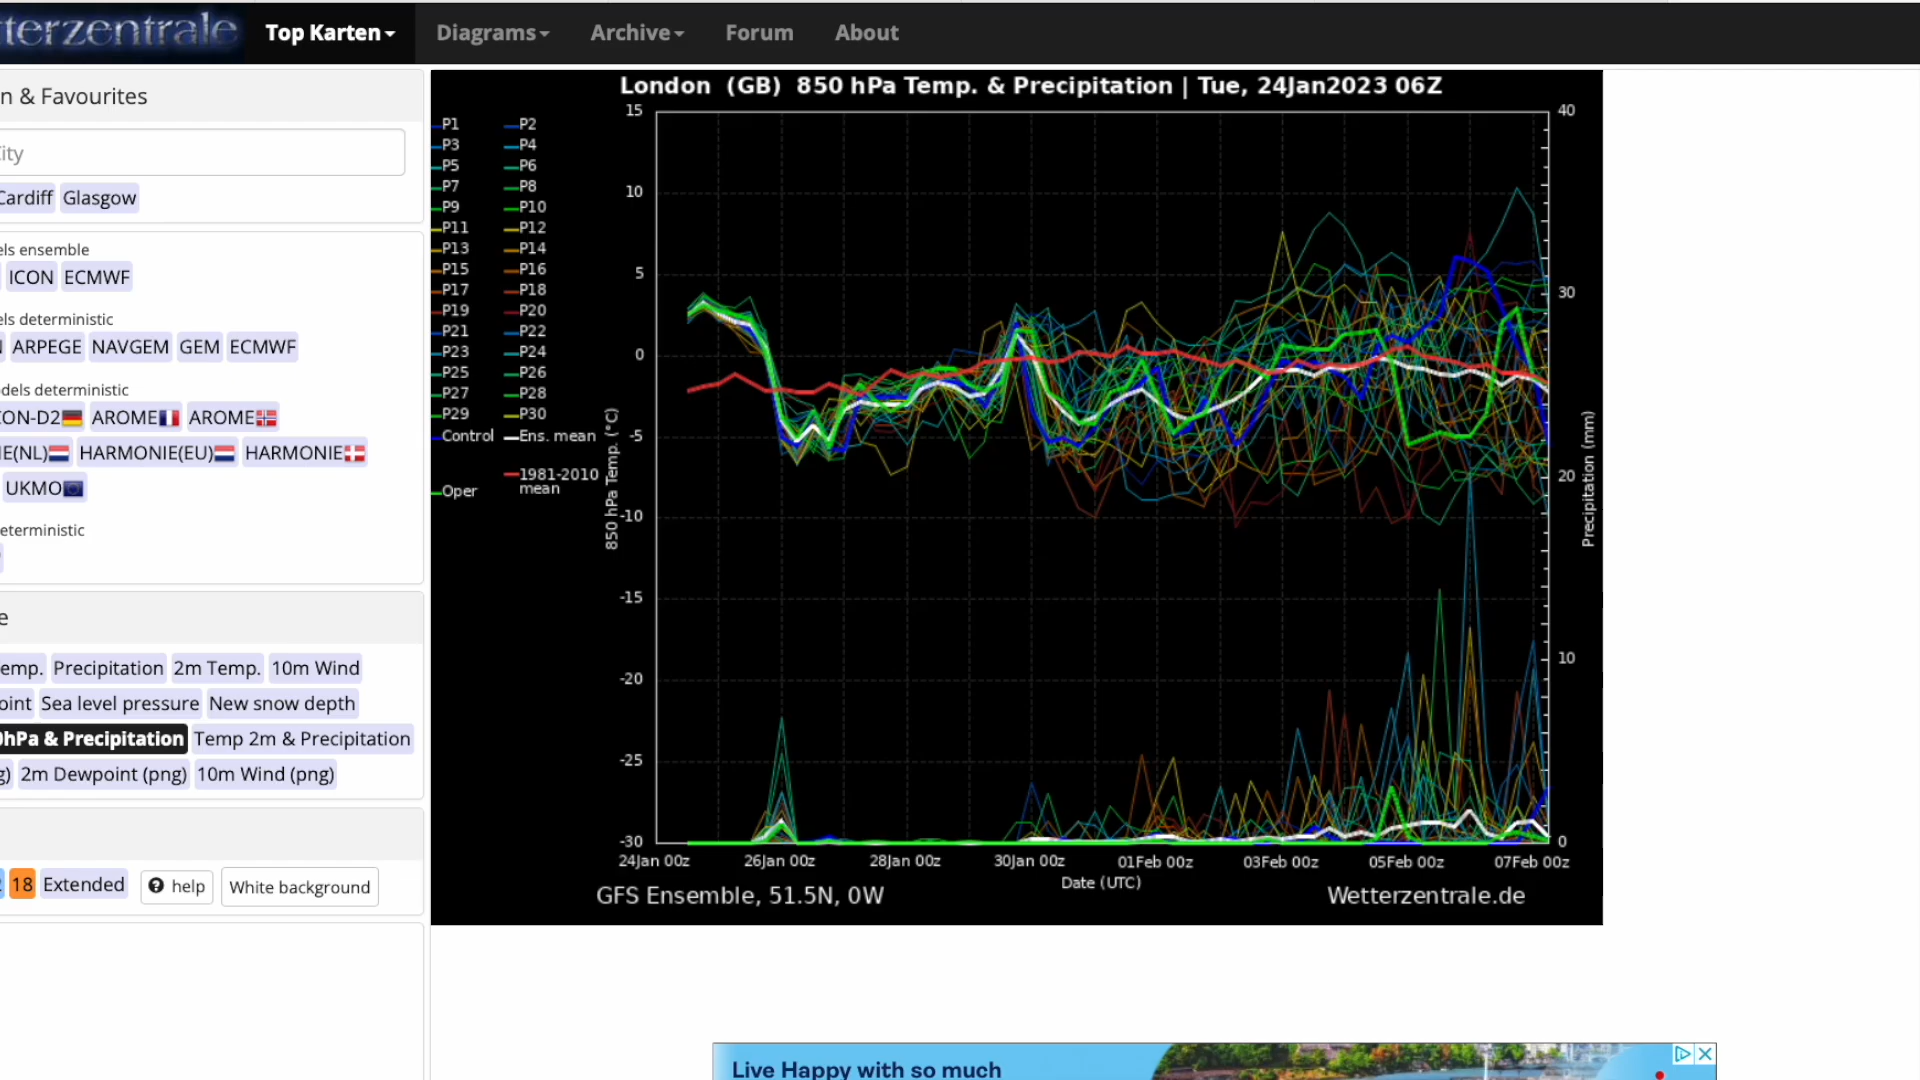 tterzentrale Top Karten Diagrams Archive Forum About
n & Favourites
ity
Cardiff Glasgow
els ensemble
ICON ECMWF
els deterministic
ARPEGE NAVGEM GEM ECMWF
odels deterministic
CON-D2 AROME AROME
IE(NL) HARMONIE(EU) HARMONIE
UKMO
eterministic
e
emp. Precipitation 2m Temp. 10m Wind
oint Sea level pressure New snow depth
0hPa & Precipitation Temp 2m & Precipitation
g) 2m Dewpoint (png) 10m Wind (png)
18 Extended help White background
London (GB) 850 hPa Temp. & Precipitation | Tue, 24Jan2023 06Z
P1 P2
P3 P4
P5 P6
P7 P8
P9 P10
P11 P12
P13 P14
P15 P16
P17 P18
P19 P20
P21 P22
P23 P24
P25 P26
P27 P28
P29 P30
Control Ens. mean
1981-2010
mean
Oper
850 hPa Temp. (°C)
15
10
5
0
-5
-10
-15
-20
-25
-30
40
30
20
10
0
Precipitation (mm)
24Jan 00z 26Jan 00z 28Jan 00z 30Jan 00z 01Feb 00z 03Feb 00z 05Feb 00z 07Feb 00z
Date (UTC)
GFS Ensemble, 51.5N, 0W Wetterzentrale.de
Live Happy with so much